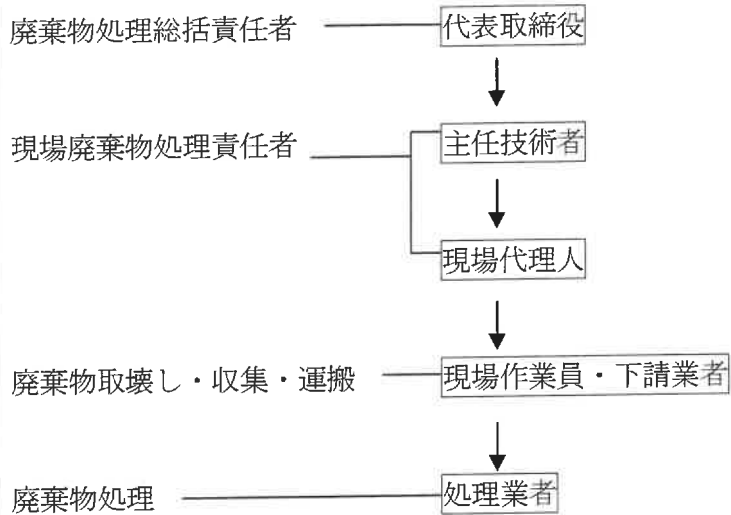 廃棄物処理総括責任者 代表取締役
現場廃棄物処理責任者 主任技術者
現場代理人
廃棄物取壊し・収集・運搬 現場作業員・下請業者
廃棄物処理 処理業者